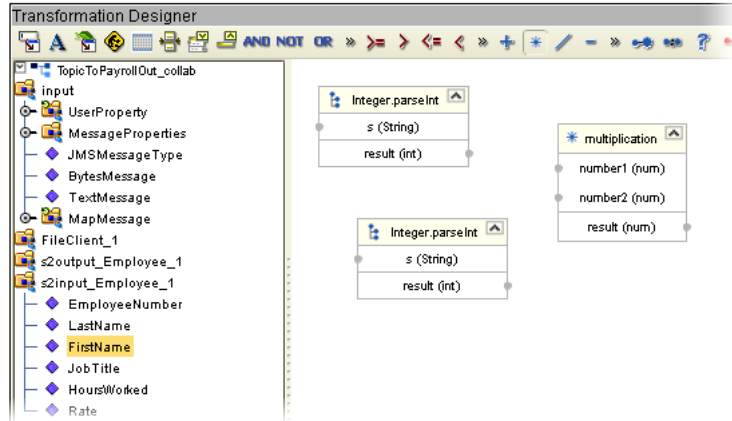 Transformation Designer
A AND NOT OR » >= > <= < » + * / - » ?
TopicToPayrollOut_collab
input
UserProperty
MessageProperties
JMSMessageType
BytesMessage
TextMessage
MapMessage
FileClient_1
s2output_Employee_1
s2input_Employee_1
EmployeeNumber
LastName
FirstName
JobTitle
HoursWorked
Rate
Integer.parseInt
s (String)
result (int)
Integer.parseInt
s (String)
result (int)
* multiplication
number1 (num)
number2 (num)
result (num)